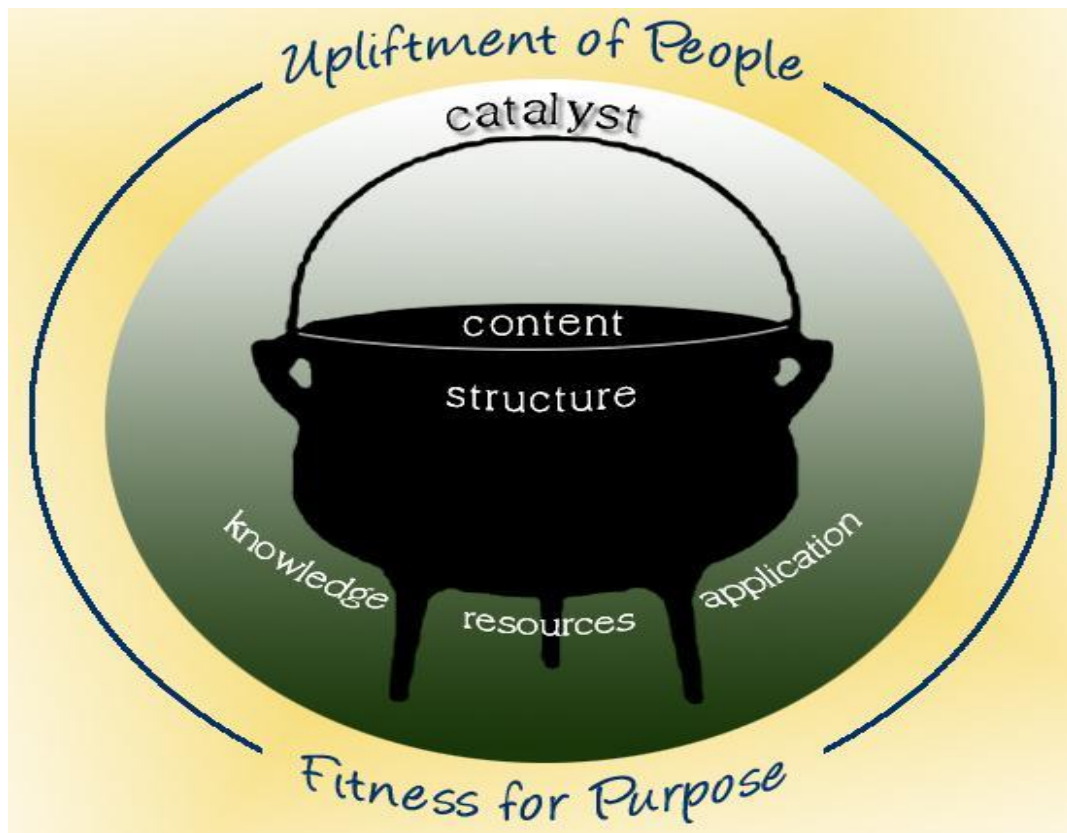 Upliftment of People
catalyst
content
structure
knowledge
resources
application
Fitness for Purpose